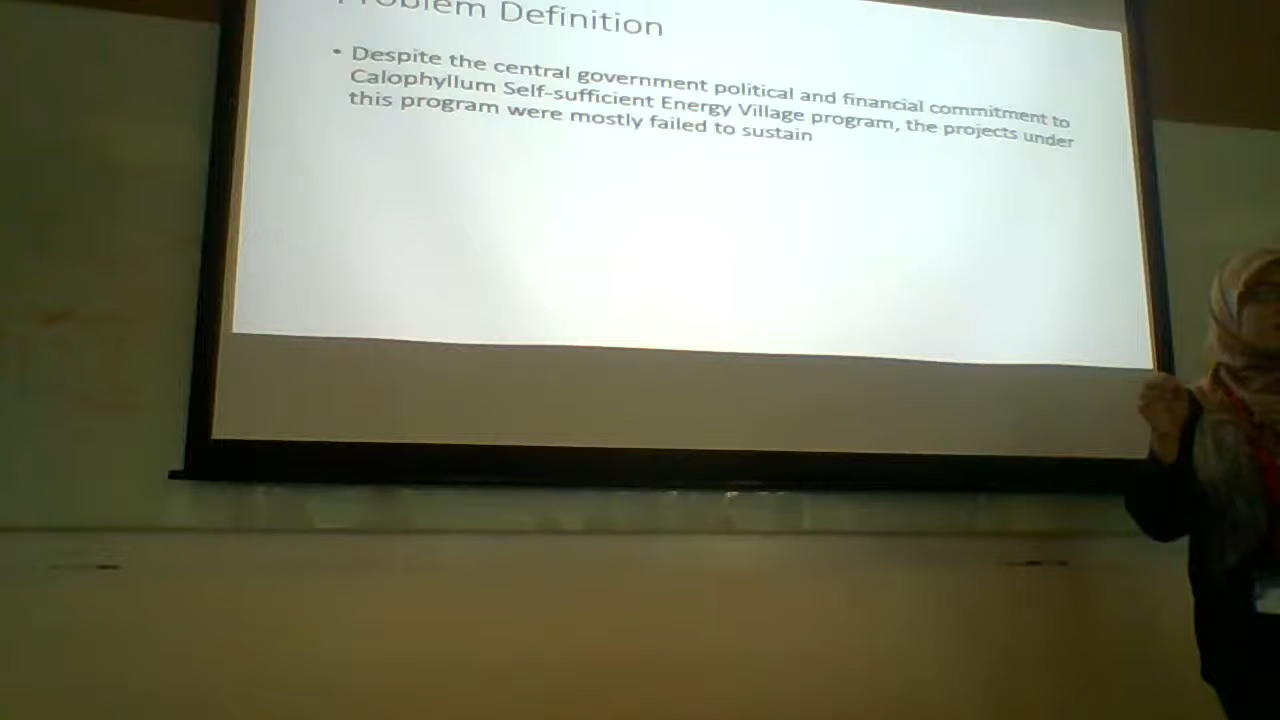 Problem Definition
• Despite the central government political and financial commitment to
Calophyllum Self-sufficient Energy Village program, the projects under
this program were mostly failed to sustain